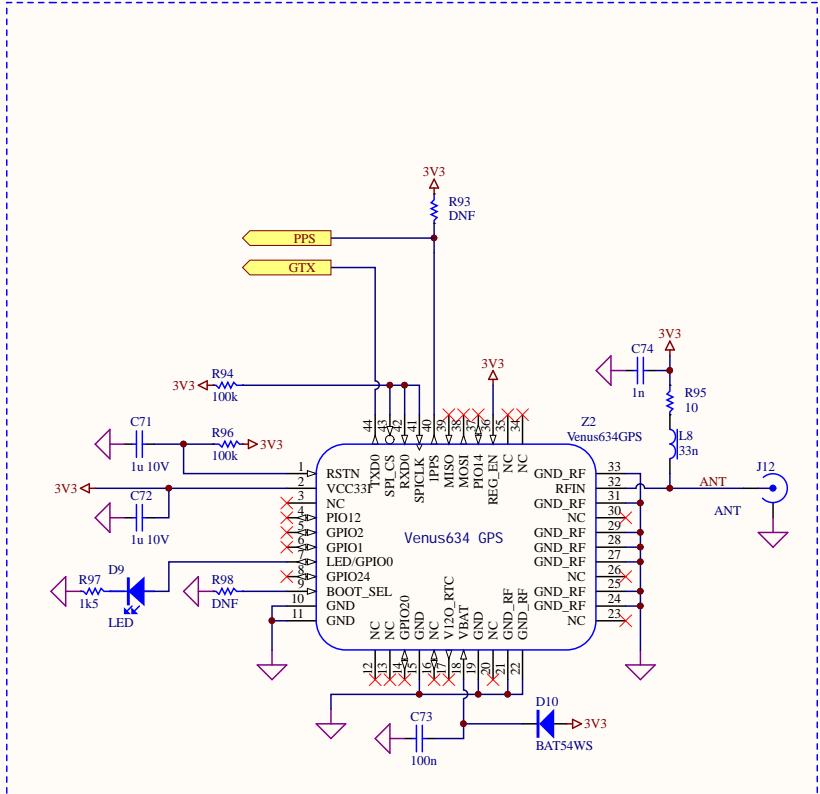 3V3
R93
DNF
PPS
GTX
3V3
C74
1n
R95
10
L8
33n
3V3
R94
100k
3V3
C71
1u 10V
R96
100k
3V3
3V3
C72
1u 10V
Z2
Venus634GPS
J12
ANT
ANT
44 43 42 41 40 39 38 37 36 35 34
TXD0
SPI_CS
RXD0
SPICLK
1PPS
MISO
MOSI
PIO14
REG_EN
NC
NC
1 RSTN
2 VCC33I
3 NC
4 PIO12
5 GPIO2
6 GPIO1
7 LED/GPIO0
8 GPIO24
9 BOOT_SEL
10 GND
11 GND
Venus634 GPS
GND_RF 33
RFIN 32
GND_RF 31
NC 30
GND_RF 29
GND_RF 28
GND_RF 27
NC 26
GND_RF 25
GND_RF 24
NC 23
NC
NC
GPIO20
GND
NC
V12O_RTC
VBAT
GND
NC
GND_RF
GND_RF
12 13 14 15 16 17 18 19 20 21 22
D9
LED
R97
1k5
R98
DNF
C73
100n
D10
BAT54WS
3V3